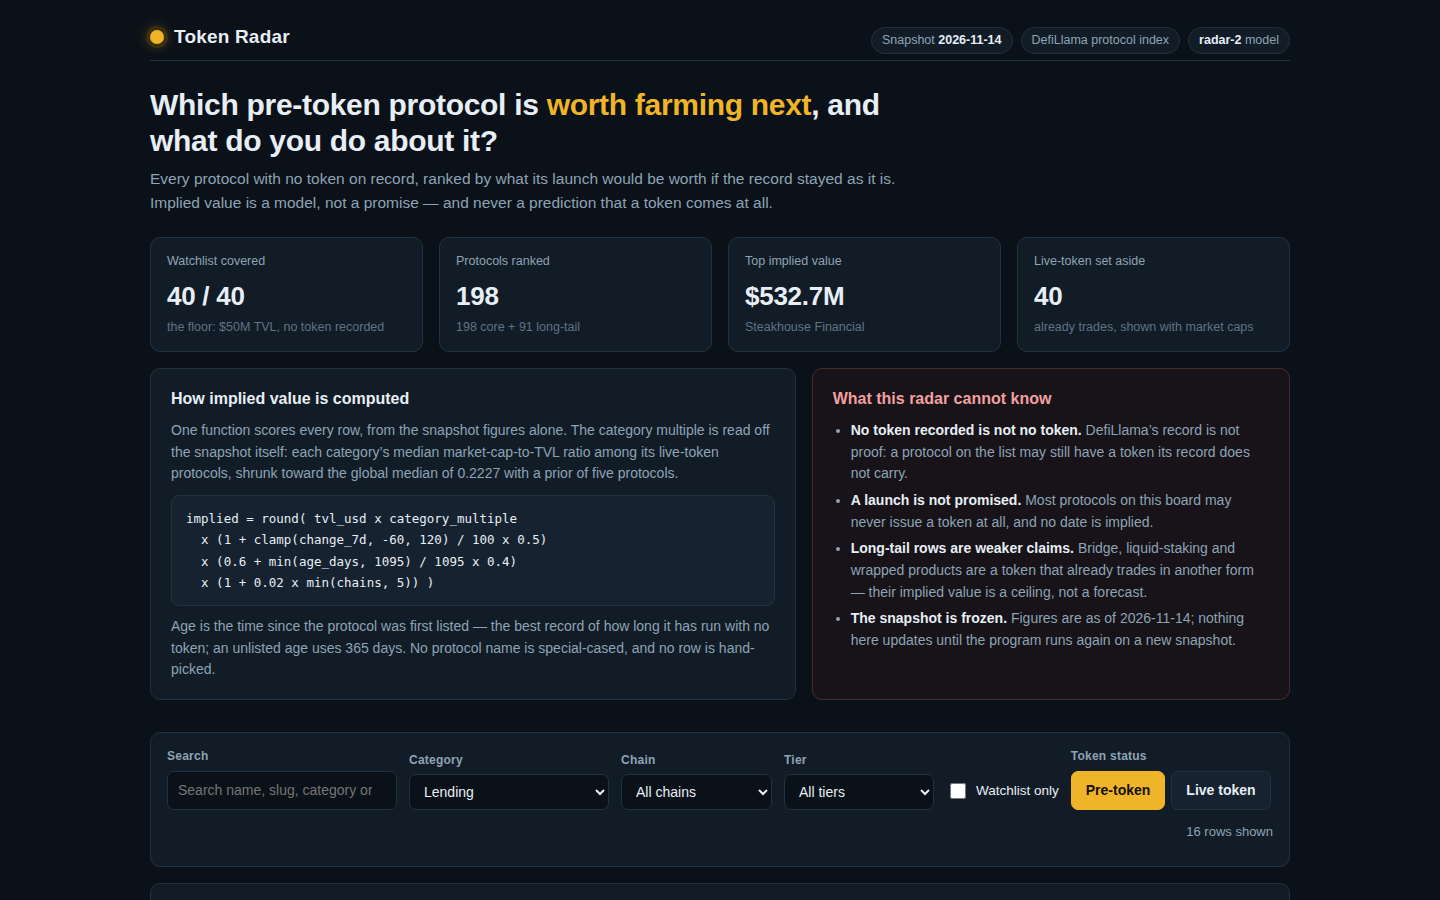 Token Radar
Snapshot 2026-11-14
DefiLlama protocol index
radar-2 model
Which pre-token protocol is worth farming next, and
what do you do about it?
Every protocol with no token on record, ranked by what its launch would be worth if the record stayed as it is.
Implied value is a model, not a promise — and never a prediction that a token comes at all.
Watchlist covered
40 / 40
the floor: $50M TVL, no token recorded
Protocols ranked
198
198 core + 91 long-tail
Top implied value
$532.7M
Steakhouse Financial
Live-token set aside
40
already trades, shown with market caps
How implied value is computed
One function scores every row, from the snapshot figures alone. The category multiple is read off
the snapshot itself: each category’s median market-cap-to-TVL ratio among its live-token
protocols, shrunk toward the global median of 0.2227 with a prior of five protocols.
implied = round( tvl_usd x category_multiple
x (1 + clamp(change_7d, -60, 120) / 100 x 0.5)
x (0.6 + min(age_days, 1095) / 1095 x 0.4)
x (1 + 0.02 x min(chains, 5)) )
Age is the time since the protocol was first listed — the best record of how long it has run with no
token; an unlisted age uses 365 days. No protocol name is special-cased, and no row is hand-
picked.
What this radar cannot know
• No token recorded is not no token. DefiLlama’s record is not
proof: a protocol on the list may still have a token its record does
not carry.
• A launch is not promised. Most protocols on this board may
never issue a token at all, and no date is implied.
• Long-tail rows are weaker claims. Bridge, liquid-staking and
wrapped products are a token that already trades in another form
— their implied value is a ceiling, not a forecast.
• The snapshot is frozen. Figures are as of 2026-11-14; nothing
here updates until the program runs again on a new snapshot.
Search
Search name, slug, category or
Category
Lending
Chain
All chains
Tier
All tiers
Watchlist only
Token status
Pre-token
Live token
16 rows shown